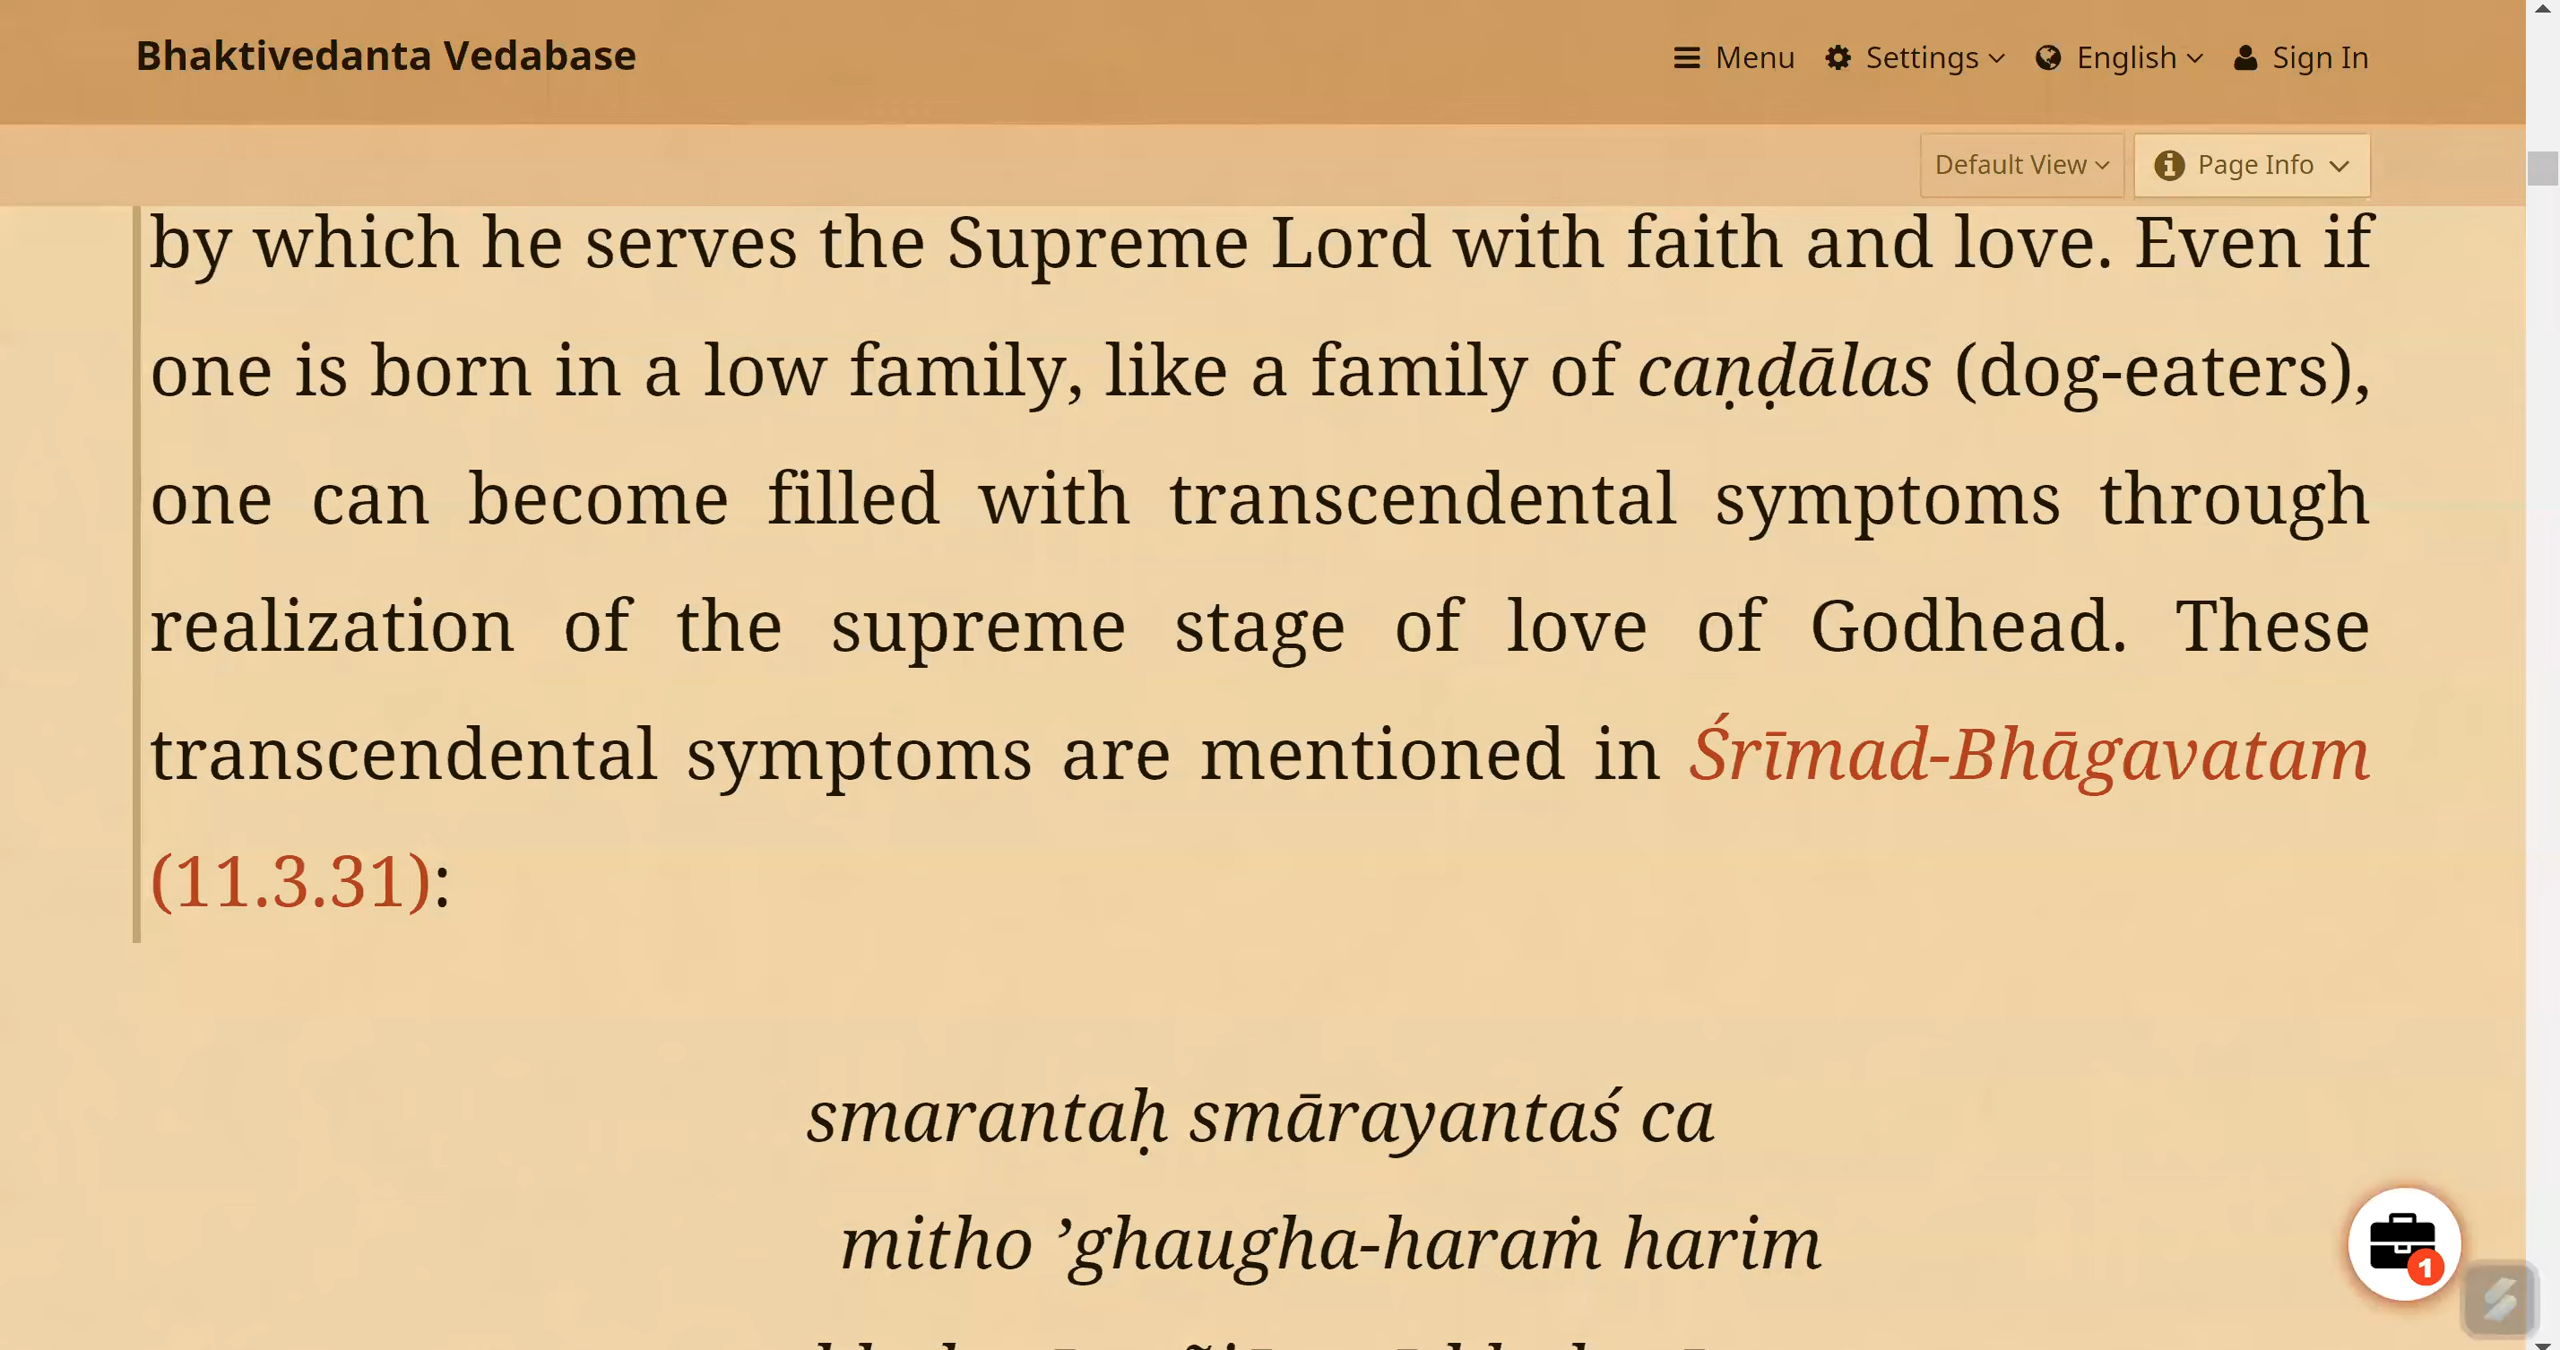 Bhaktivedanta Vedabase
Menu Settings English Sign In
Default View Page Info
by which he serves the Supreme Lord with faith and love. Even if
one is born in a low family, like a family of caṇḍālas (dog-eaters),
one can become filled with transcendental symptoms through
realization of the supreme stage of love of Godhead. These
transcendental symptoms are mentioned in Śrīmad-Bhāgavatam
(11.3.31):
smarantaḥ smārayantaś ca
mitho ’ghaugha-haraṁ harim
1